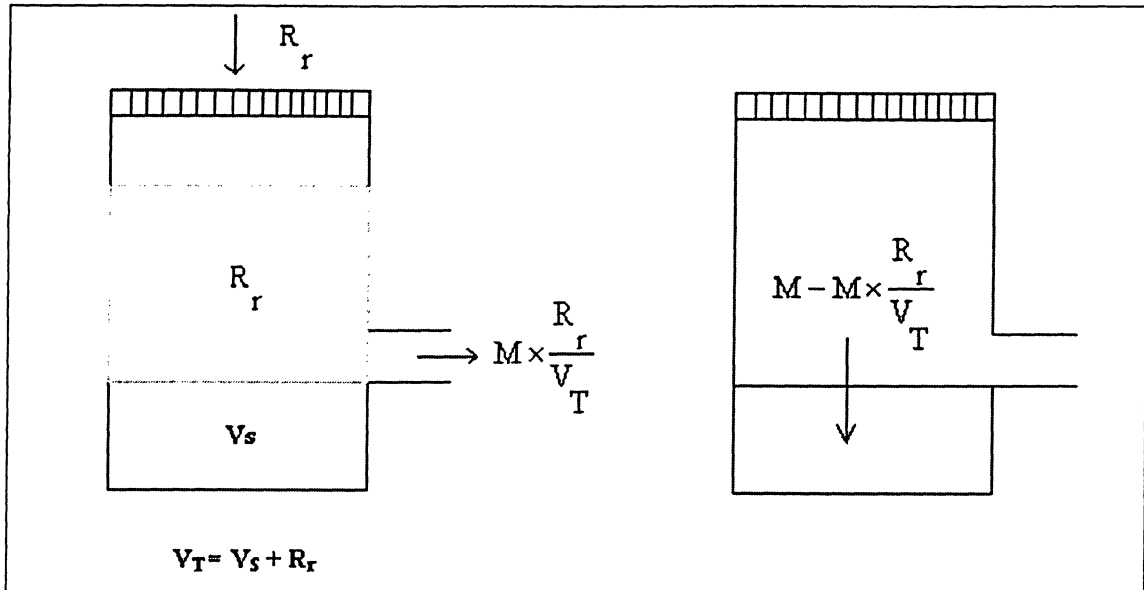 R_r
R_r
M × R_r / V_T
Vs
V_T = V_S + R_r
M − M × R_r / V_T